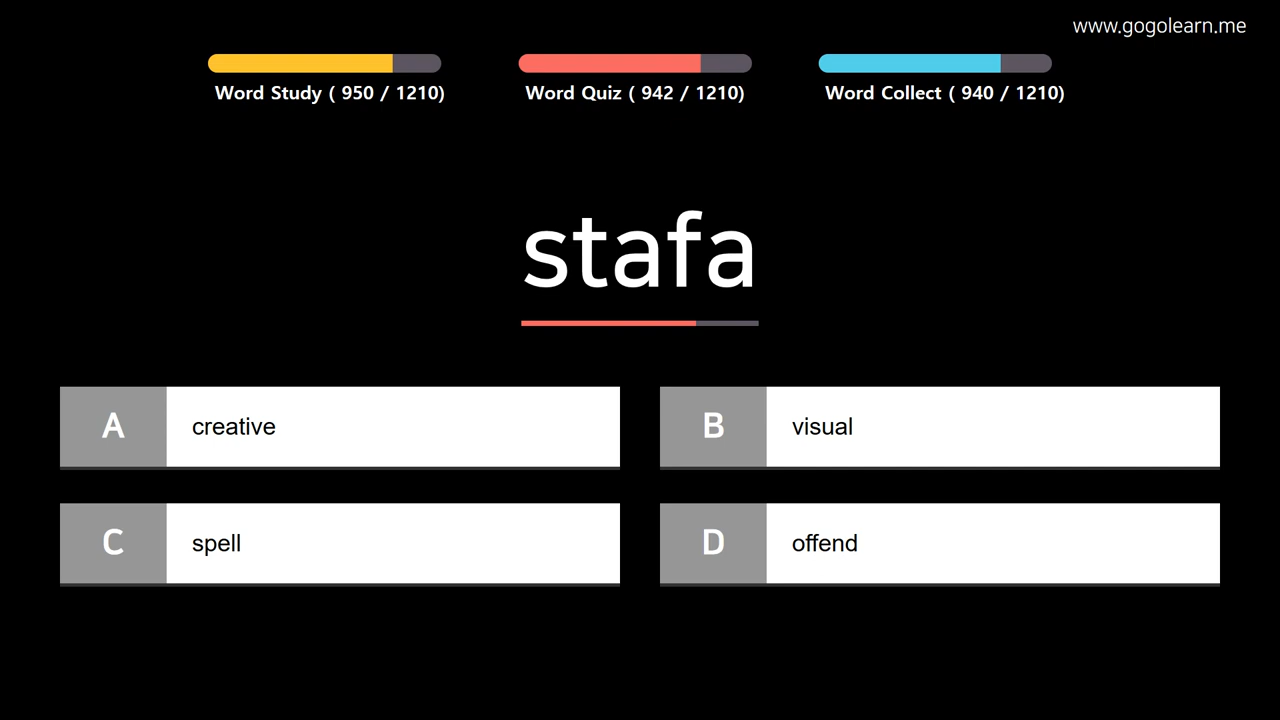 www.gogolearn.me
Word Study ( 950 / 1210)
Word Quiz ( 942 / 1210)
Word Collect ( 940 / 1210)
stafa
A creative
B visual
C spell
D offend